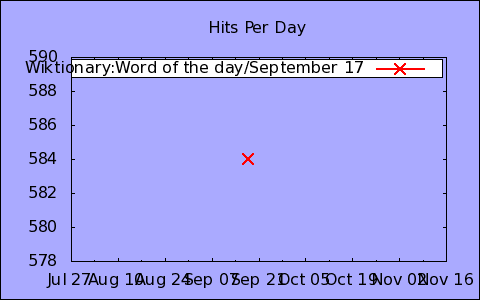 Hits Per Day
590
Wiktionary:Word of the day/September 17
588
586
584
582
580
578
Jul 27 Aug 10 Aug 24 Sep 07 Sep 21 Oct 05 Oct 19 Nov 02 Nov 16